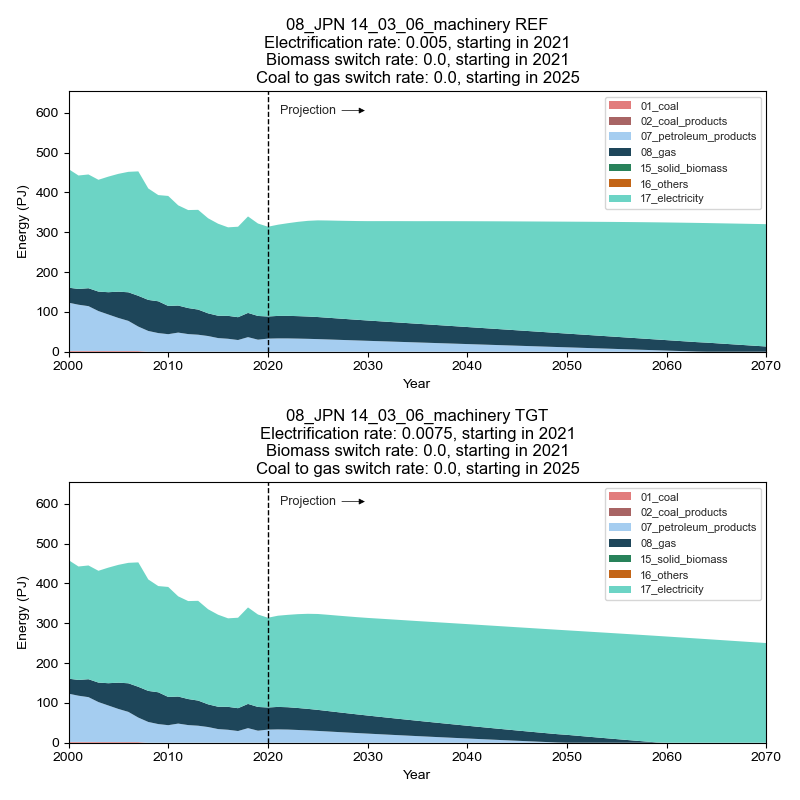 08_JPN 14_03_06_machinery REF
Electrification rate: 0.005, starting in 2021
Biomass switch rate: 0.0, starting in 2021
Coal to gas switch rate: 0.0, starting in 2025
Energy (PJ)
600
500
400
300
200
100
0
Projection
01_coal
02_coal_products
07_petroleum_products
08_gas
15_solid_biomass
16_others
17_electricity
2000 2010 2020 2030 2040 2050 2060 2070
Year
08_JPN 14_03_06_machinery TGT
Electrification rate: 0.0075, starting in 2021
Biomass switch rate: 0.0, starting in 2021
Coal to gas switch rate: 0.0, starting in 2025
Energy (PJ)
600
500
400
300
200
100
0
Projection
01_coal
02_coal_products
07_petroleum_products
08_gas
15_solid_biomass
16_others
17_electricity
2000 2010 2020 2030 2040 2050 2060 2070
Year